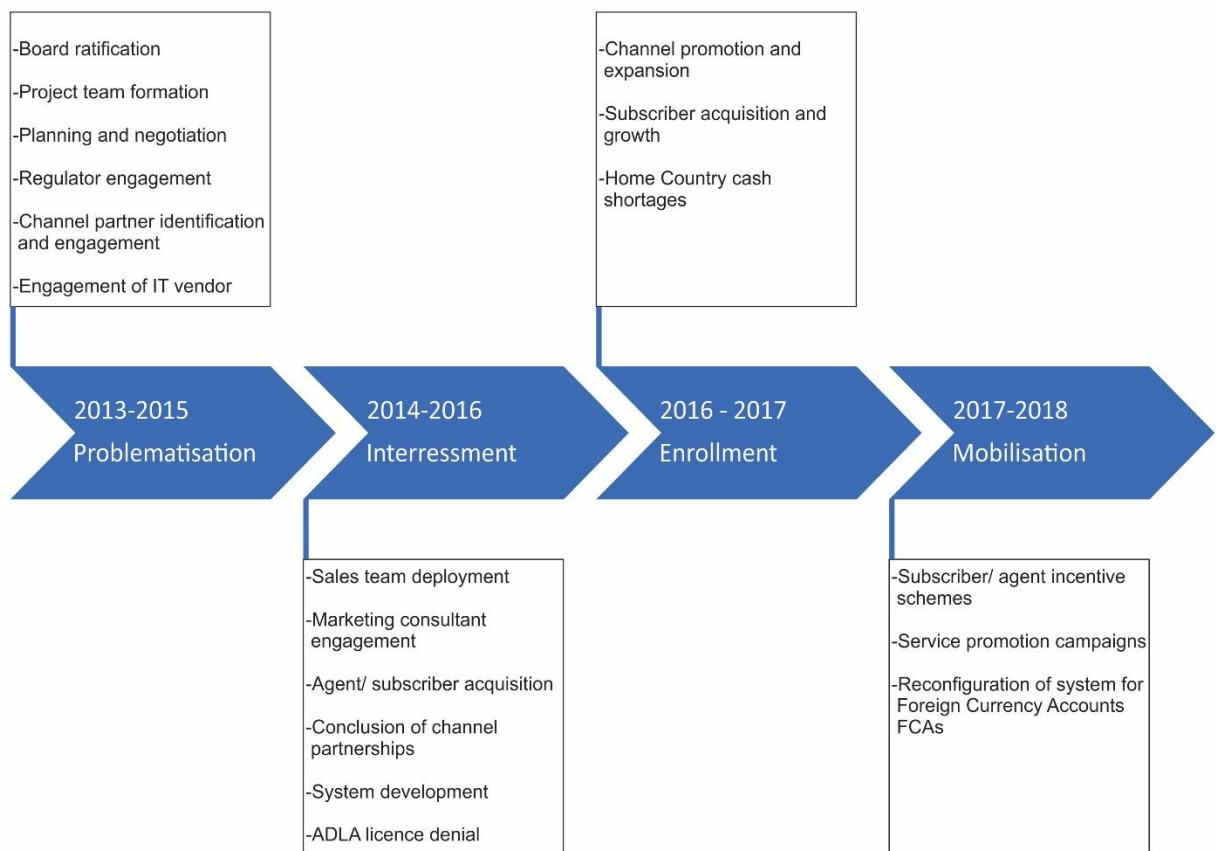 -Board ratification
-Project team formation
-Planning and negotiation
-Regulator engagement
-Channel partner identification
and engagement
-Engagement of IT vendor
-Channel promotion and
expansion
-Subscriber acquisition and
growth
-Home Country cash
shortages
2013-2015
Problematisation
2014-2016
Interressment
2016 - 2017
Enrollment
2017-2018
Mobilisation
-Sales team deployment
-Marketing consultant
engagement
-Agent/ subscriber acquisition
-Conclusion of channel
partnerships
-System development
-ADLA licence denial
-Subscriber/ agent incentive
schemes
-Service promotion campaigns
-Reconfiguration of system for
Foreign Currency Accounts
FCAs